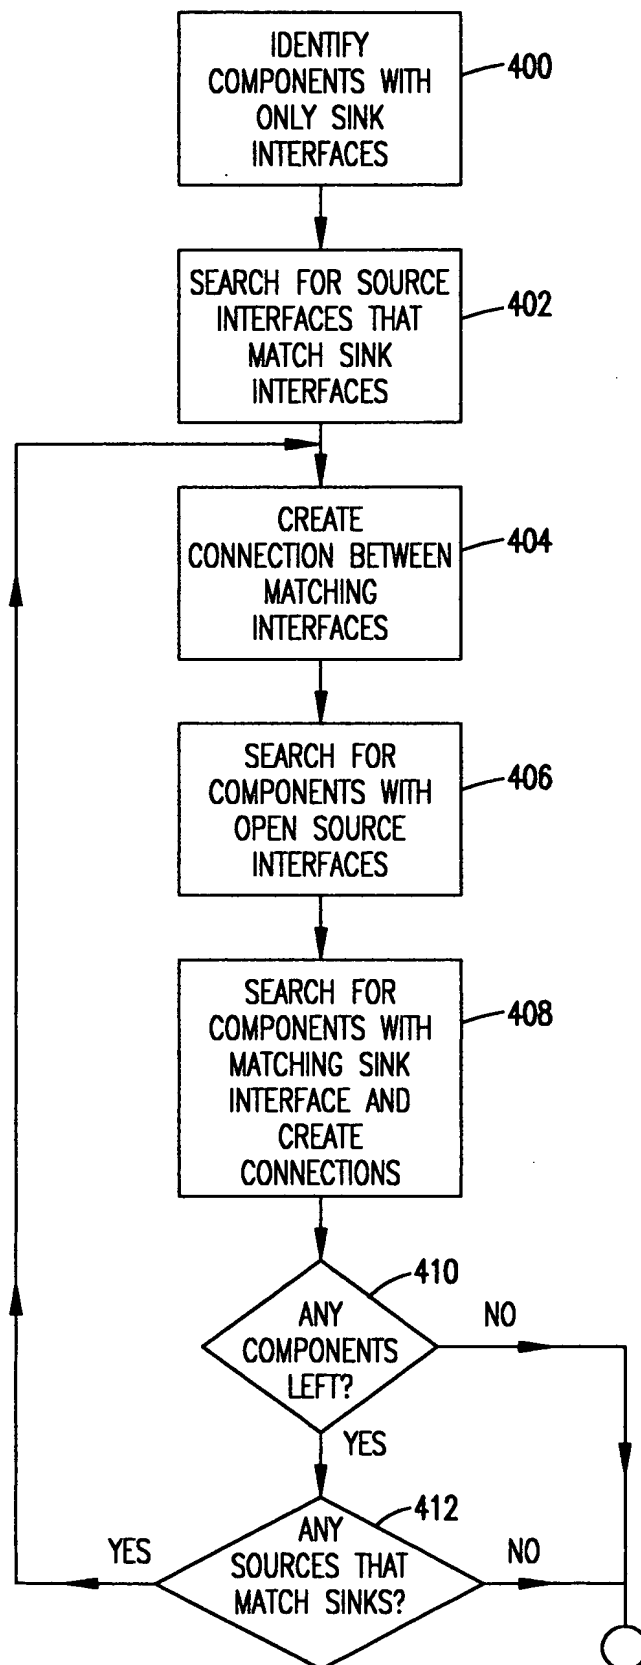 IDENTIFY
COMPONENTS WITH
ONLY SINK
INTERFACES
400
SEARCH FOR SOURCE
INTERFACES THAT
MATCH SINK
INTERFACES
402
CREATE
CONNECTION BETWEEN
MATCHING
INTERFACES
404
SEARCH FOR
COMPONENTS WITH
OPEN SOURCE
INTERFACES
406
SEARCH FOR
COMPONENTS WITH
MATCHING SINK
INTERFACE AND
CREATE
CONNECTIONS
408
ANY
COMPONENTS
LEFT?
410
NO
YES
ANY
SOURCES THAT
MATCH SINKS?
412
YES
NO